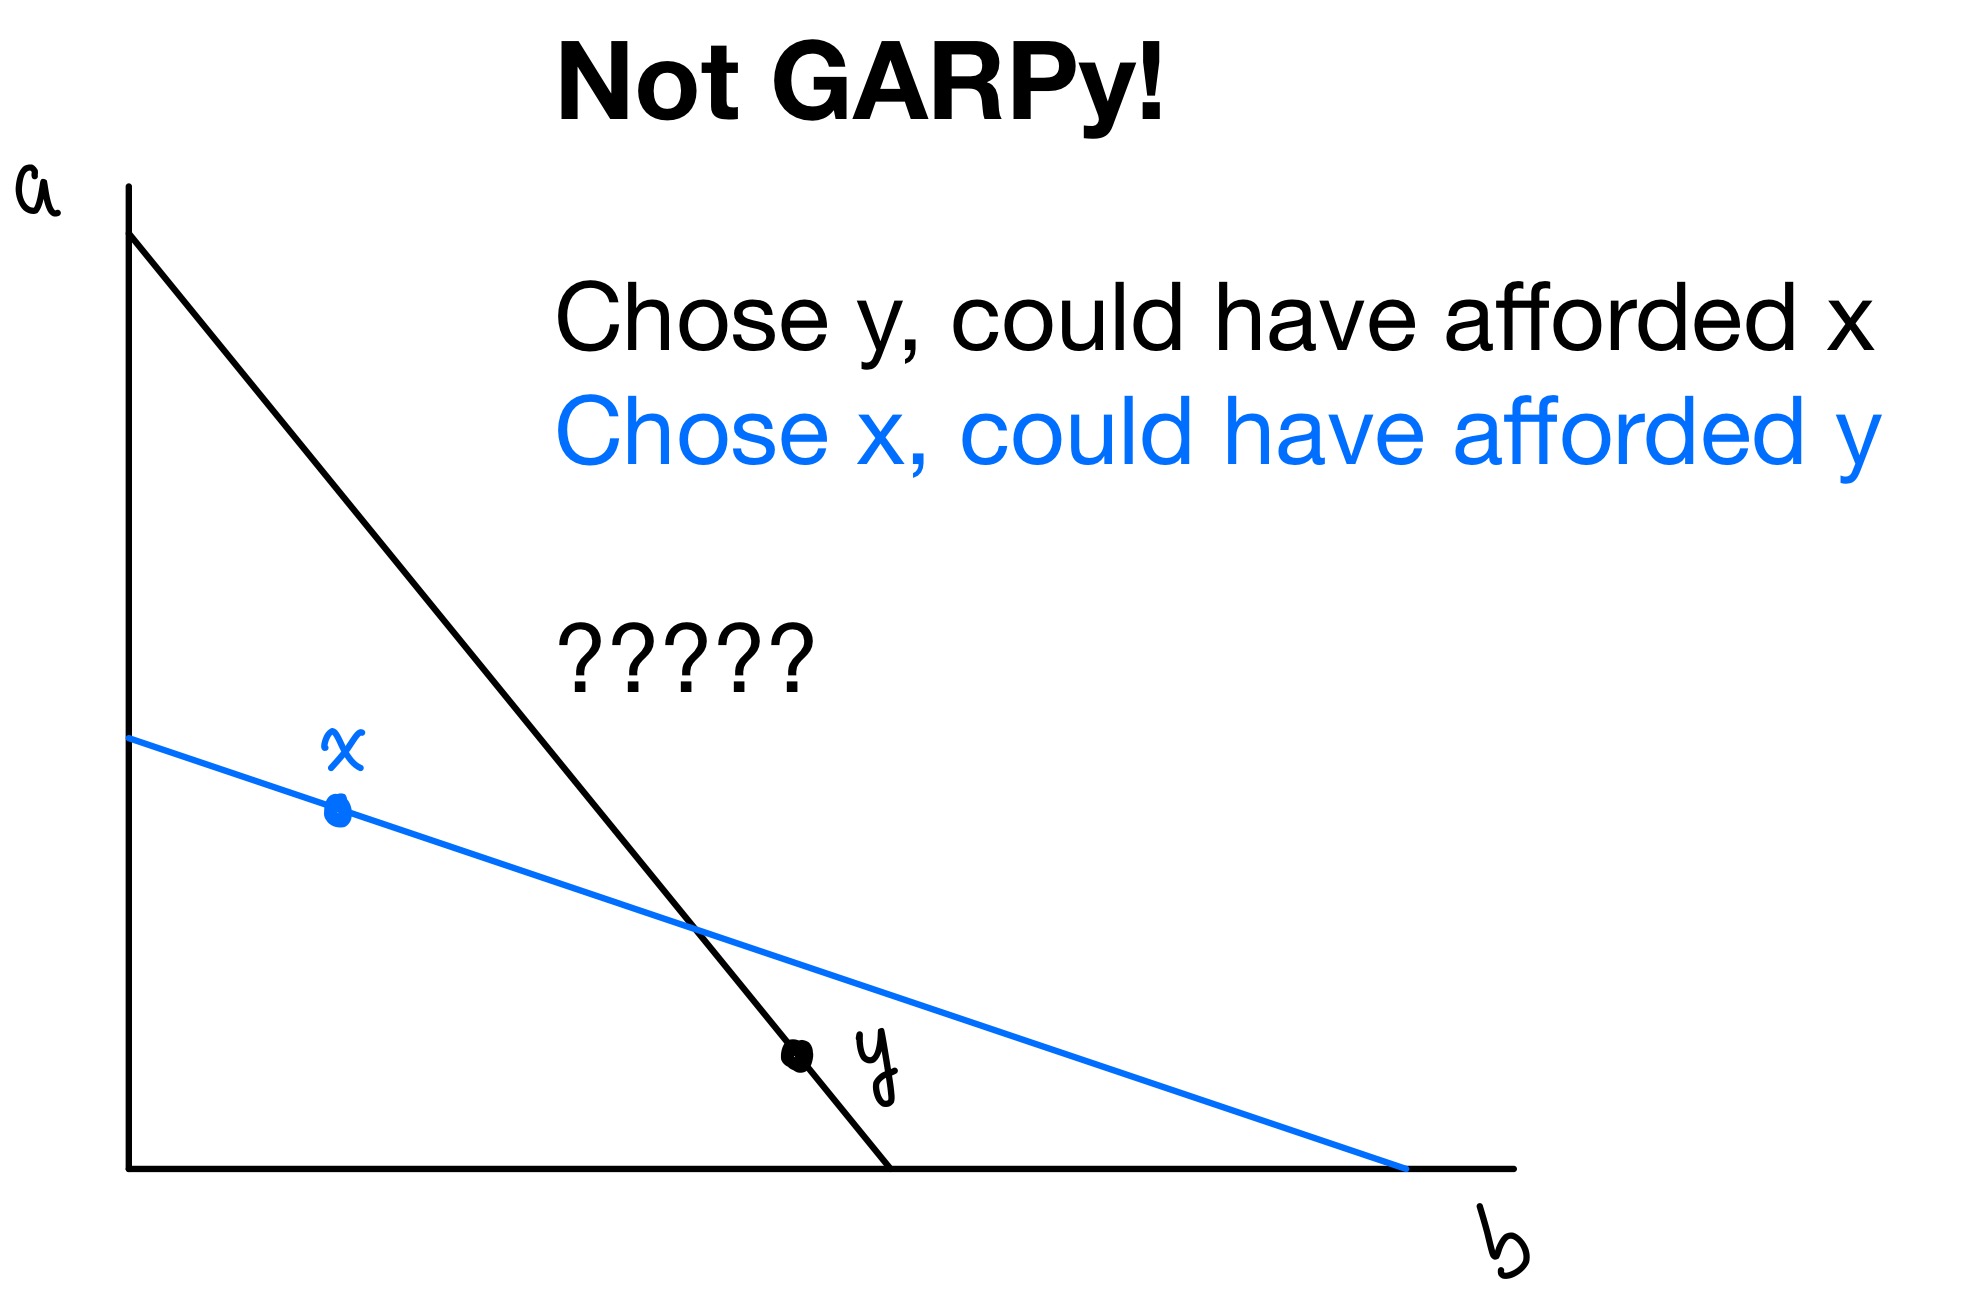 Not GARPy!
a
Chose y, could have afforded x
Chose x, could have afforded y
?????
x
y
b